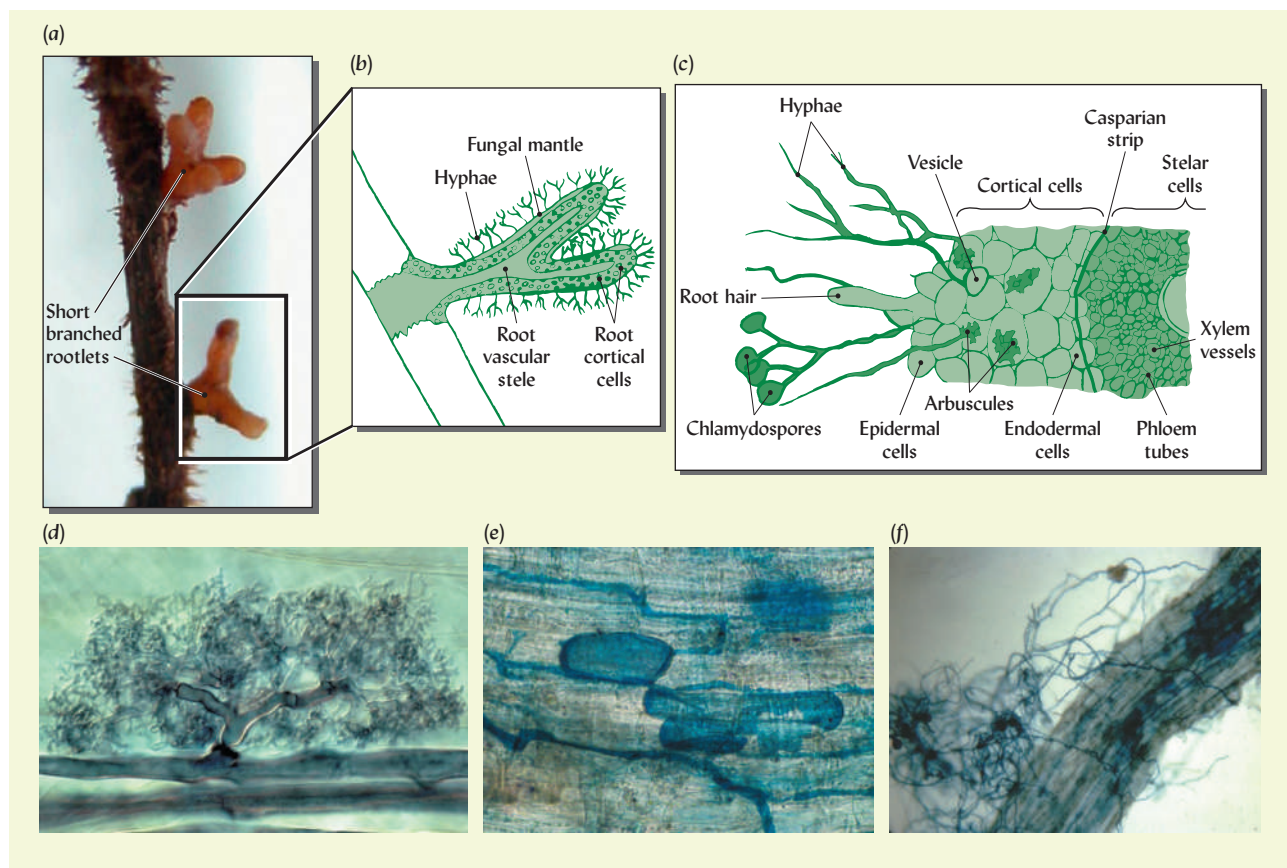 (a)
Short
branched
rootlets
(b)
Fungal mantle
Hyphae
Root
vascular
stele
Root
cortical
cells
(c)
Hyphae
Vesicle
Cortical cells
Casparian
strip
Stelar
cells
Root hair
Xylem
vessels
Chlamydospores
Epidermal
cells
Arbuscules
Endodermal
cells
Phloem
tubes
(d)
(e)
(f)